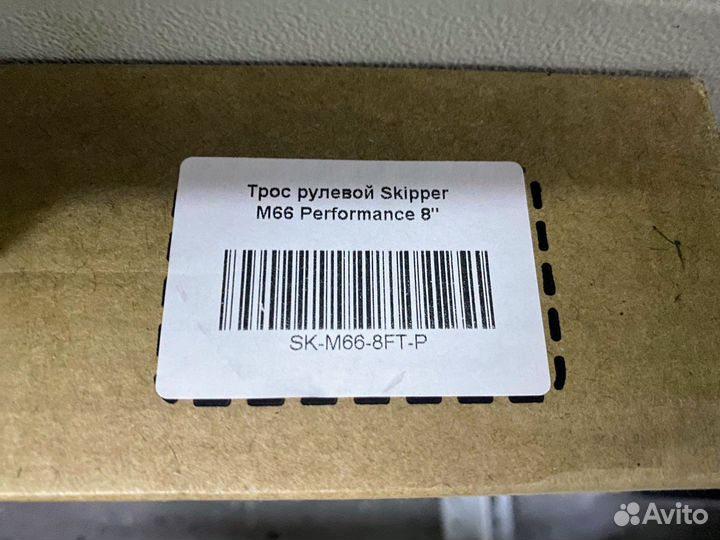 Трос рулевой Skipper
M66 Performance 8''
SK-M66-8FT-P
Avito